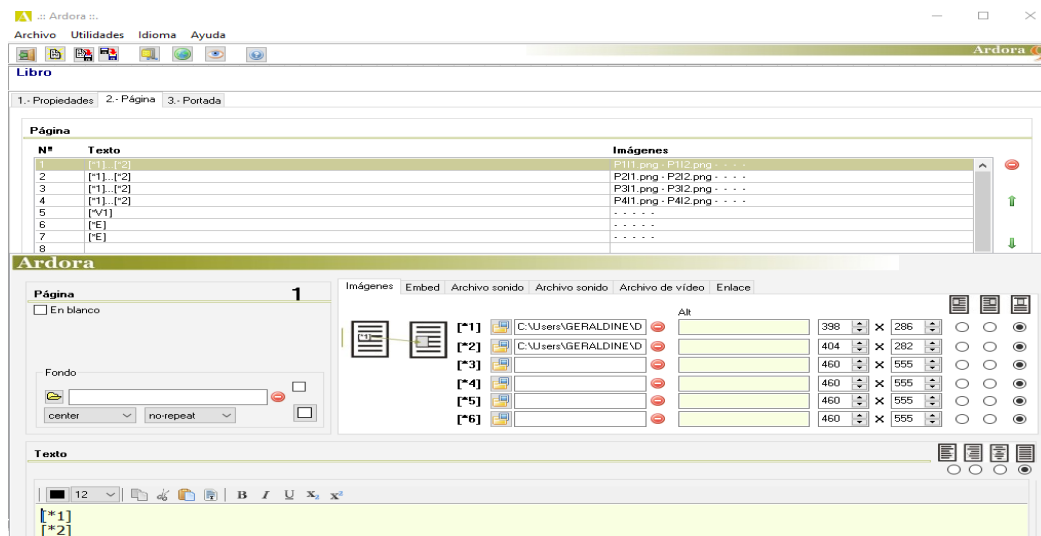 .:: Ardora ::.
Archivo Utilidades Idioma Ayuda
Ardora 9
Libro
1.- Propiedades 2.- Página 3.- Portada
Página
Nº Texto Imágenes
1 [*1]...[*2] P1I1.png - P1I2.png - - - -
2 [*1]...[*2] P2I1.png - P2I2.png - - - -
3 [*1]...[*2] P3I1.png - P3I2.png - - - -
4 [*1]...[*2] P4I1.png - P4I2.png - - - -
5 [*V1] - - - - -
6 [*E] - - - - -
7 [*E] - - - - -
8
Ardora
Página 1
En blanco
Fondo
center no-repeat
Imágenes Embed Archivo sonido Archivo sonido Archivo de vídeo Enlace
Alt
[*1]
[*1] C:\Users\GERALDINE\D 398 x 286
[*2] C:\Users\GERALDINE\D 404 x 282
[*3] 460 x 555
[*4] 460 x 555
[*5] 460 x 555
[*6] 460 x 555
Texto
12 B I U X₂ x²
[*1]
[*2]